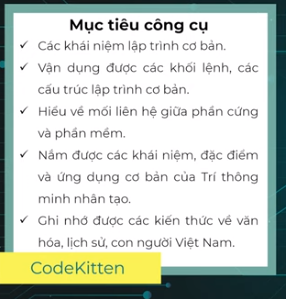 Mục tiêu công cụ
✓ Các khái niệm lập trình cơ bản.
✓ Vận dụng được các khối lệnh, các
cấu trúc lập trình cơ bản.
✓ Hiểu về mối liên hệ giữa phần cứng
và phần mềm.
✓ Nắm được các khái niệm, đặc điểm
và ứng dụng cơ bản của Trí thông
minh nhân tạo.
✓ Ghi nhớ được các kiến thức về văn
hóa, lịch sử, con người Việt Nam.
CodeKitten